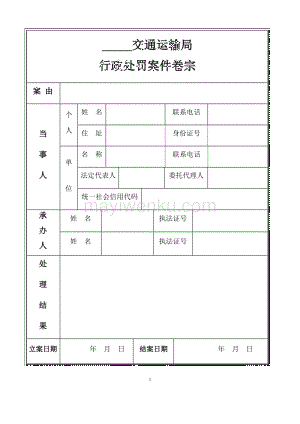 _____交通运输局
行政处罚案件卷宗
案 由
当事人
个人
姓 名 联系电话
住 址 身份证号
单位
名 称 联系电话
法定代表人 委托代理人
统一社会信用代码
承办人
姓 名 执法证号
姓 名 执法证号
mayiwenku.com
处理结果
立案日期 年 月 日 结案日期 年 月 日
1